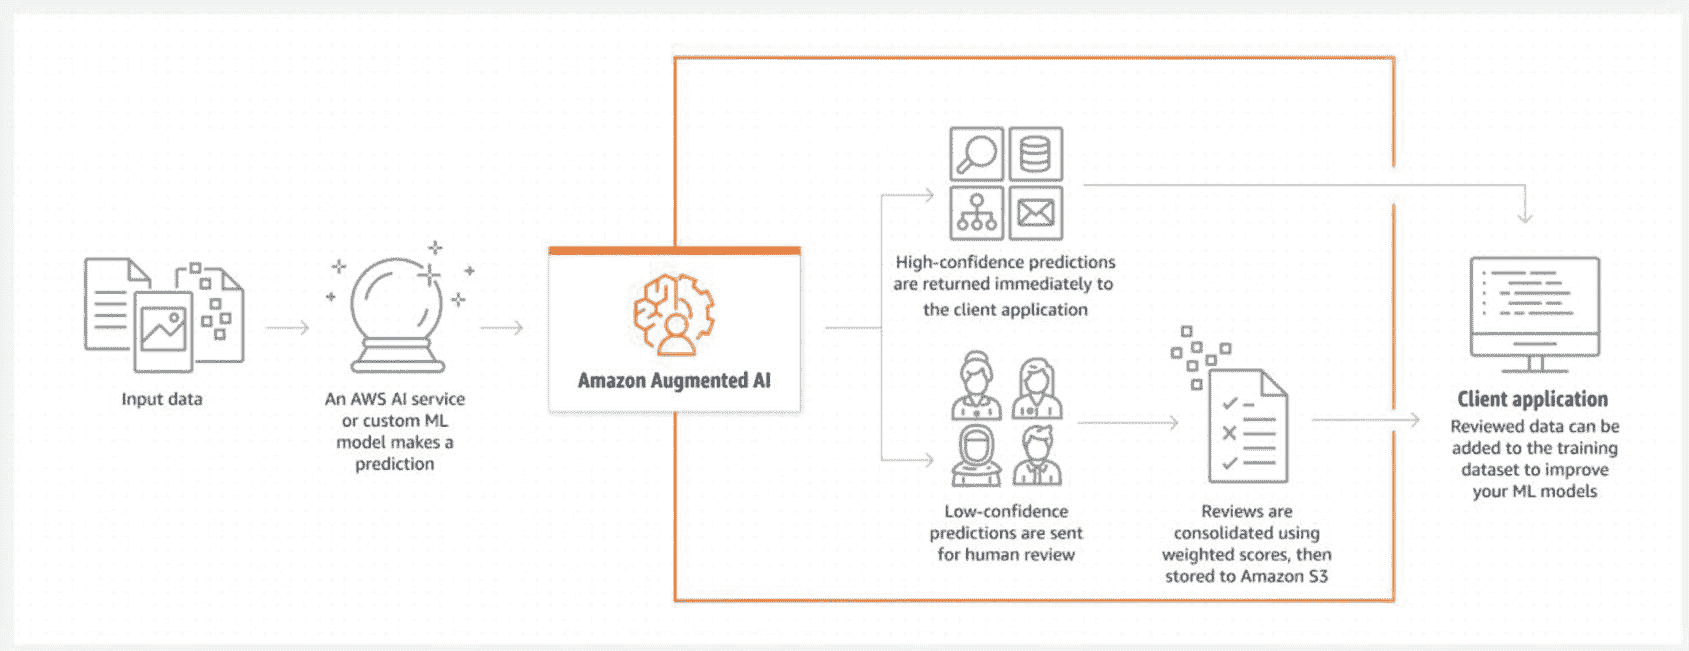 Input data
An AWS AI service
or custom ML
model makes a
prediction
Amazon Augmented AI
High-confidence predictions
are returned immediately to
the client application
Low-confidence
predictions are sent
for human review
Reviews are
consolidated using
weighted scores, then
stored to Amazon S3
Client application
Reviewed data can be
added to the training
dataset to improve
your ML models